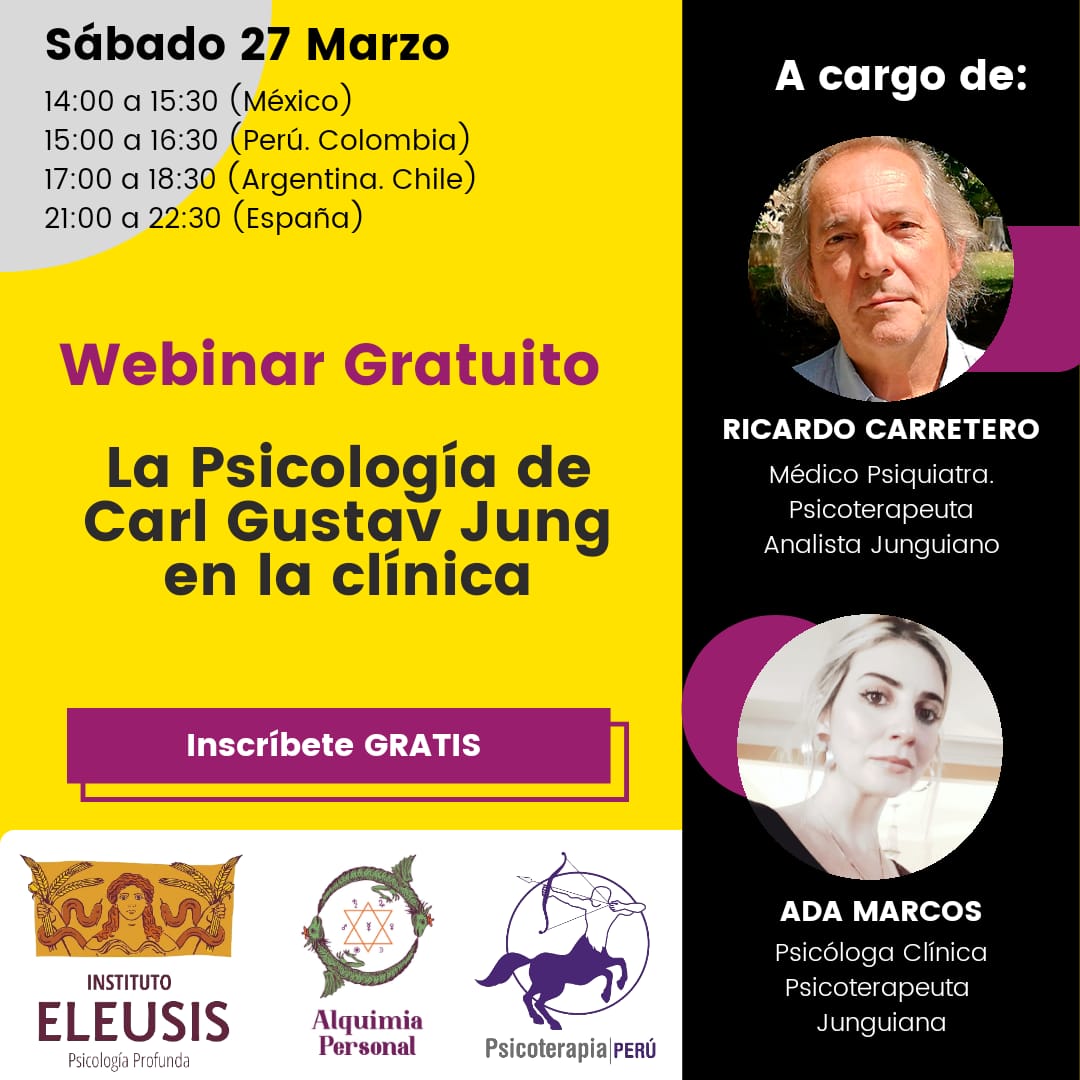 Sábado 27 Marzo
14:00 a 15:30 (México)
15:00 a 16:30 (Perú. Colombia)
17:00 a 18:30 (Argentina. Chile)
21:00 a 22:30 (España)
Webinar Gratuito
La Psicología de
Carl Gustav Jung
en la clínica
Inscríbete GRATIS
INSTITUTO
ELEUSIS
Psicología Profunda
Alquimia
Personal
Psicoterapia|PERÚ
A cargo de:
RICARDO CARRETERO
Médico Psiquiatra.
Psicoterapeuta
Analista Junguiano
ADA MARCOS
Psicóloga Clínica
Psicoterapeuta
Junguiana